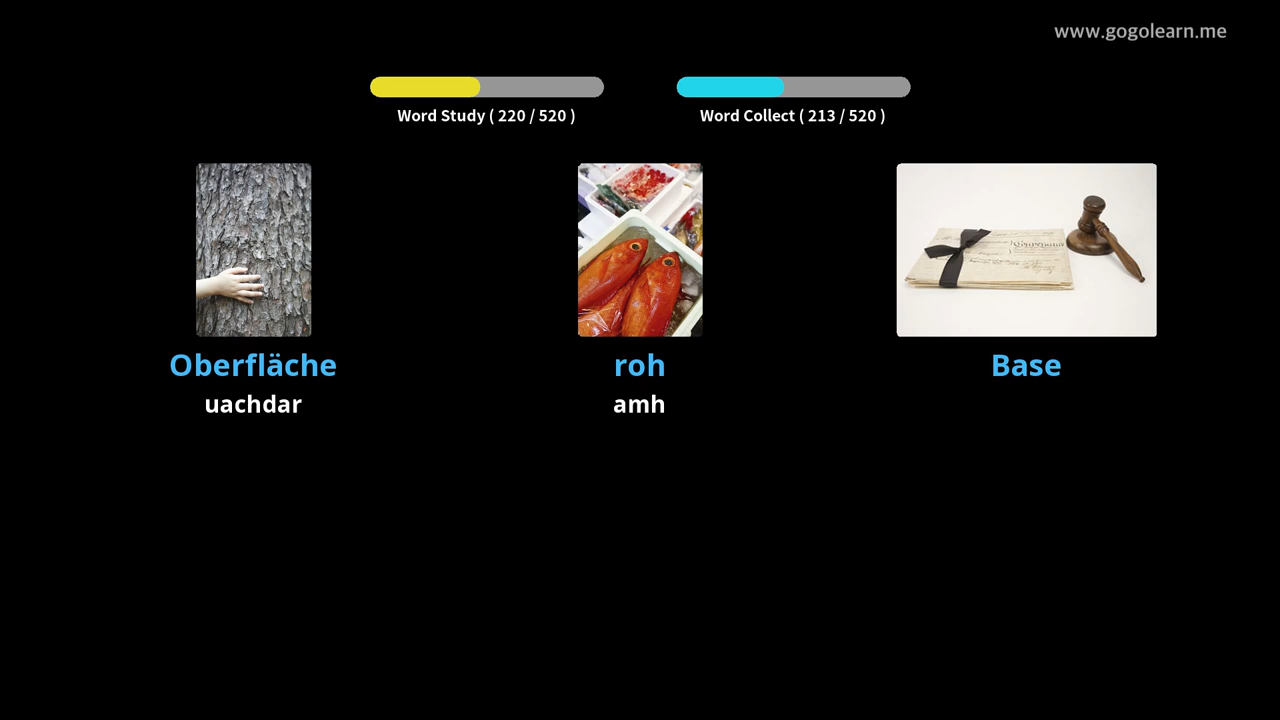 www.gogolearn.me
Word Study ( 220 / 520 )
Word Collect ( 213 / 520 )
Oberfläche
uachdar
roh
amh
Base